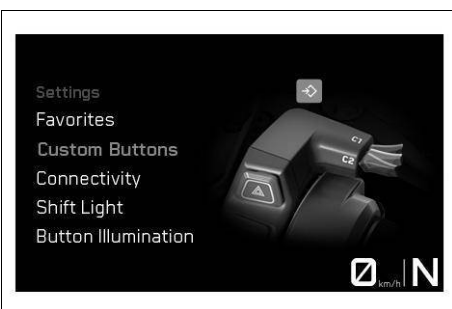 Settings
Favorites
Custom Buttons
Connectivity
Shift Light
Button Illumination
C1
C2
0 km/h N